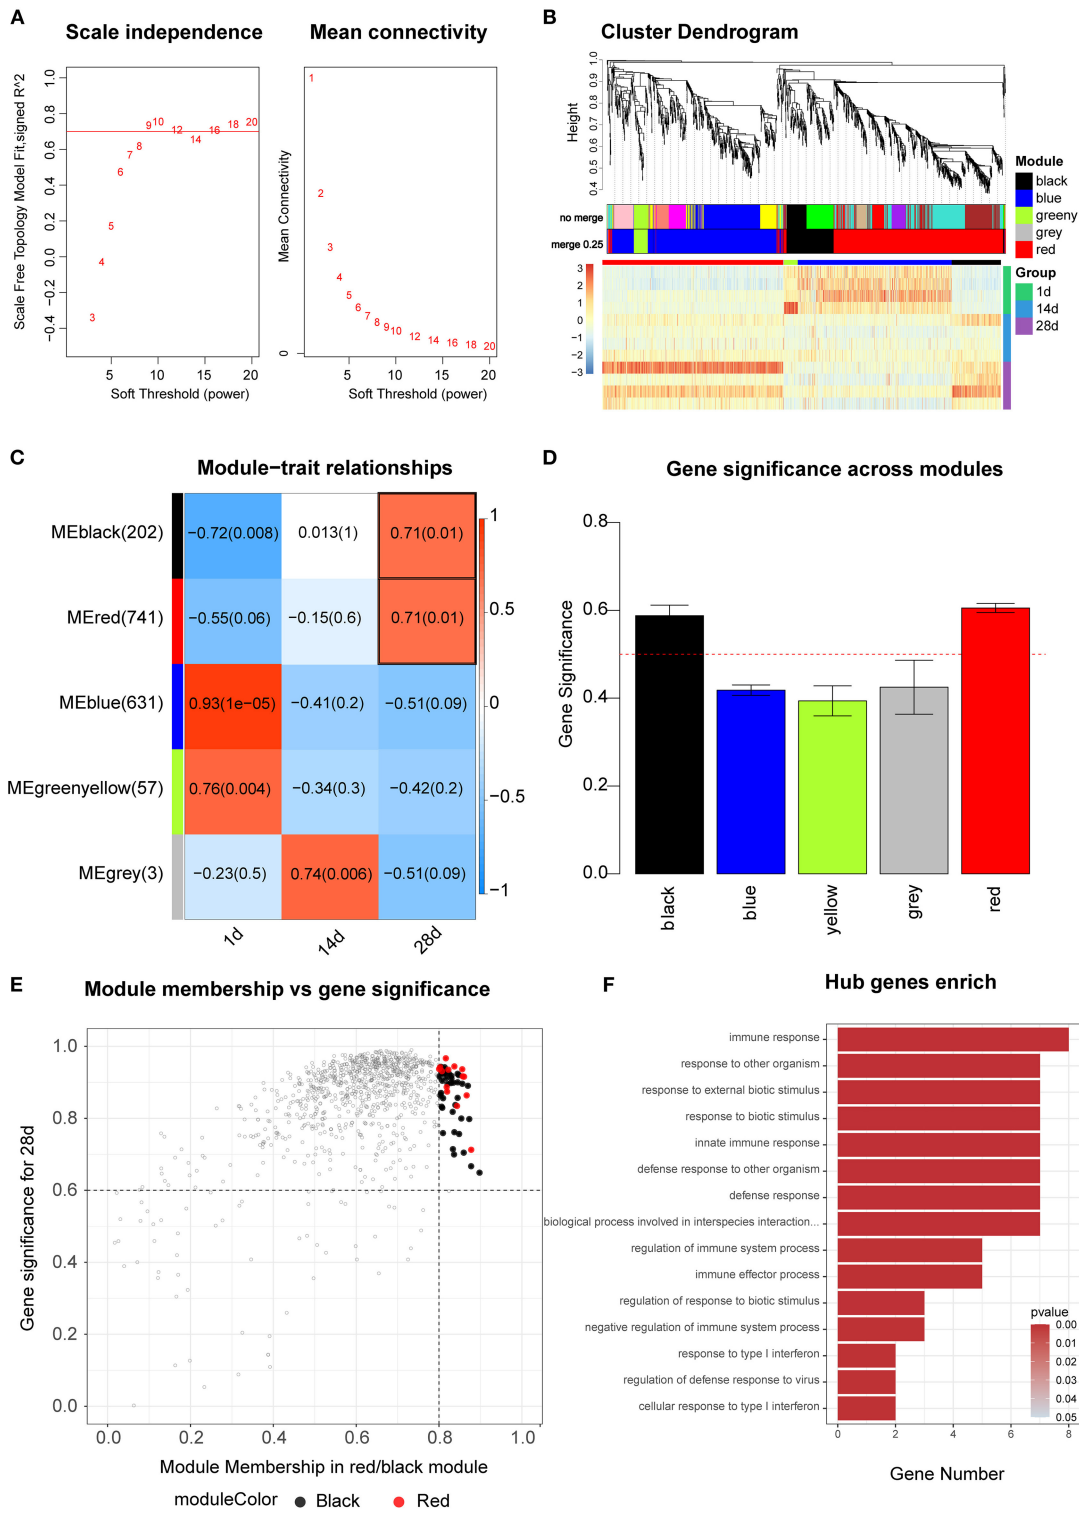 A
Scale independence
Mean connectivity
Scale Free Topology Model Fit,signed R^2
1.0
0.8
0.6
0.4
0.2
0.0
−0.2
−0.4
3
4
5
6
7
8
9
10
12
14
16
18
20
5
10
15
20
Soft Threshold (power)
Mean Connectivity
0
1
2
3
4
5
6
7
8
9
10
12
14
16
18
20
5
10
15
20
Soft Threshold (power)
B
Cluster Dendrogram
Height
1.0
0.9
0.8
0.7
0.6
0.5
0.4
no merge
merge 0.25
3
2
1
0
−1
−2
−3
Module
black
blue
greeny
grey
red
Group
1d
14d
28d
C
Module−trait relationships
MEblack(202)
−0.72(0.008)
0.013(1)
0.71(0.01)
MEred(741)
−0.55(0.06)
−0.15(0.6)
0.71(0.01)
MEblue(631)
0.93(1e−05)
−0.41(0.2)
−0.51(0.09)
MEgreenyellow(57)
0.76(0.004)
−0.34(0.3)
−0.42(0.2)
MEgrey(3)
−0.23(0.5)
0.74(0.006)
−0.51(0.09)
1d
14d
28d
1
0.5
0
−0.5
−1
D
Gene significance across modules
Gene Significance
0.8
0.6
0.4
0.2
0.0
black
blue
yellow
grey
red
E
Module membership vs gene significance
Gene significance for 28d
1.0
0.8
0.6
0.4
0.2
0.0
0.0
0.2
0.4
0.6
0.8
1.0
Module Membership in red/black module
moduleColor
Black
Red
F
Hub genes enrich
immune response
response to other organism
response to external biotic stimulus
response to biotic stimulus
innate immune response
defense response to other organism
defense response
biological process involved in interspecies interaction...
regulation of immune system process
immune effector process
regulation of response to biotic stimulus
negative regulation of immune system process
response to type I interferon
regulation of defense response to virus
cellular response to type I interferon
0
2
4
6
8
Gene Number
pvalue
0.00
0.01
0.02
0.03
0.04
0.05